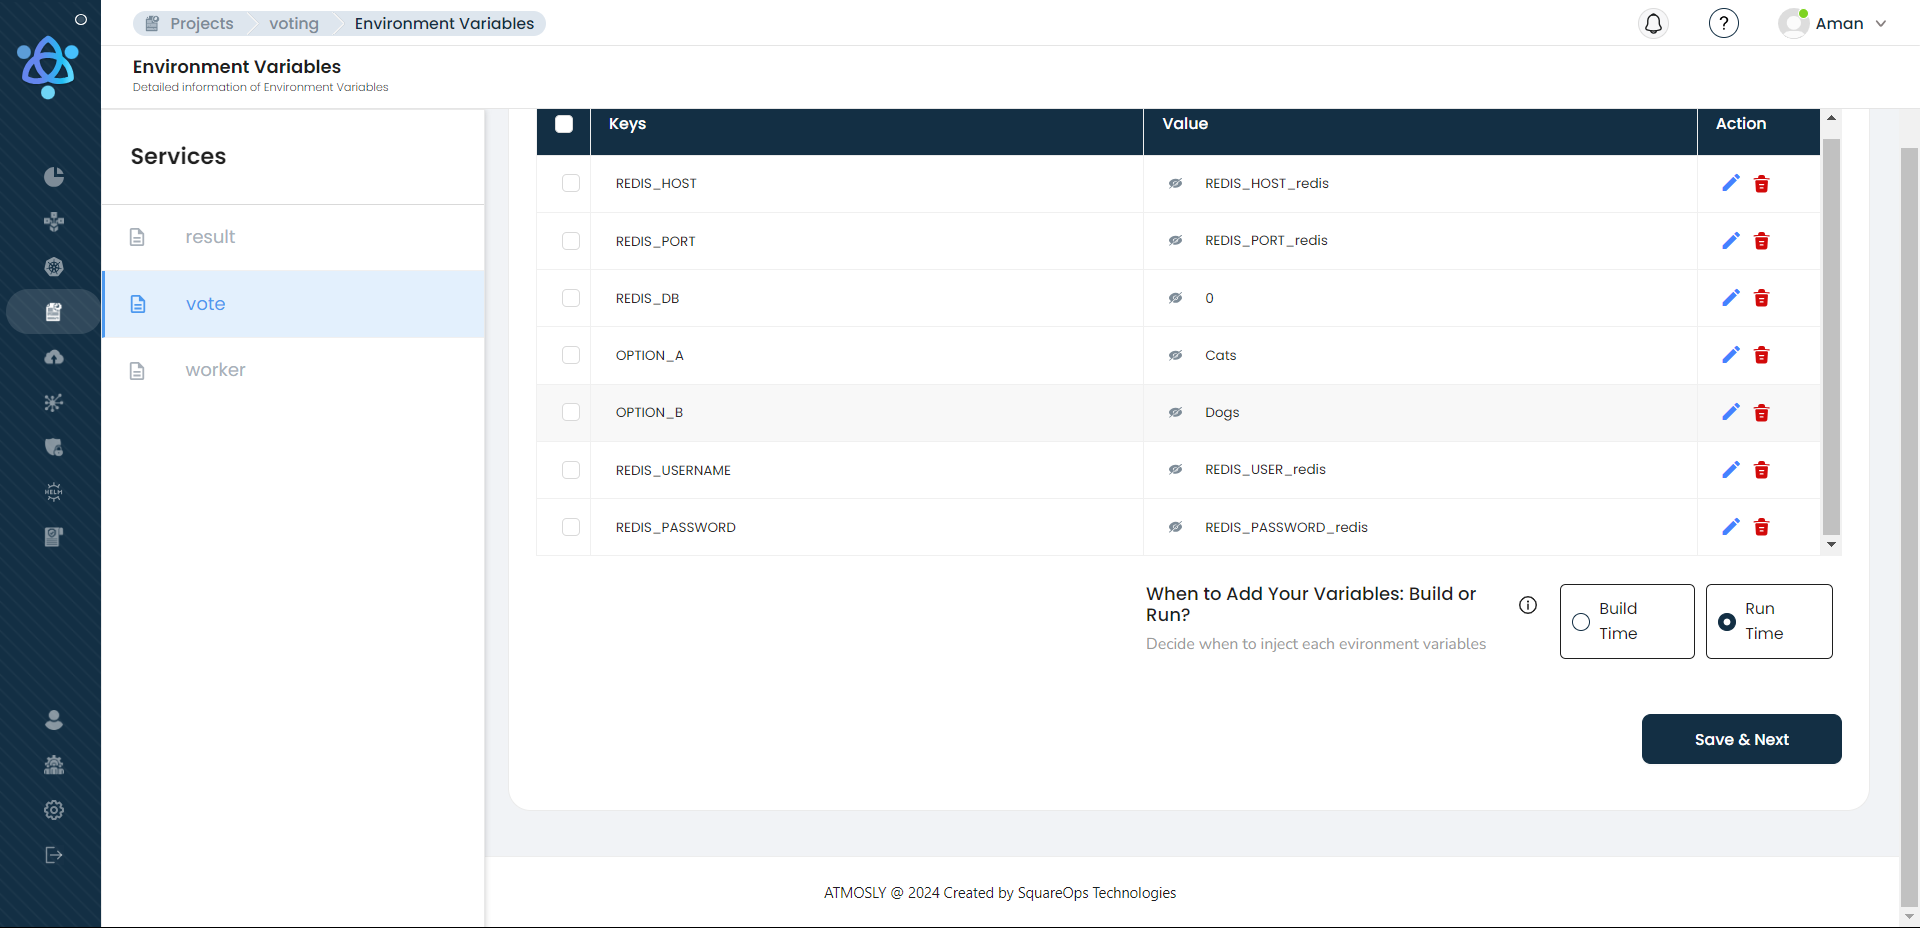 Projects voting Environment Variables
Aman
Environment Variables
Detailed information of Environment Variables
Services
result
vote
worker
HELM
Keys Value Action
REDIS_HOST REDIS_HOST_redis
REDIS_PORT REDIS_PORT_redis
REDIS_DB 0
OPTION_A Cats
OPTION_B Dogs
REDIS_USERNAME REDIS_USER_redis
REDIS_PASSWORD REDIS_PASSWORD_redis
When to Add Your Variables: Build or
Run?
Decide when to inject each evironment variables
Build
Time
Run
Time
Save & Next
ATMOSLY @ 2024 Created by SquareOps Technologies